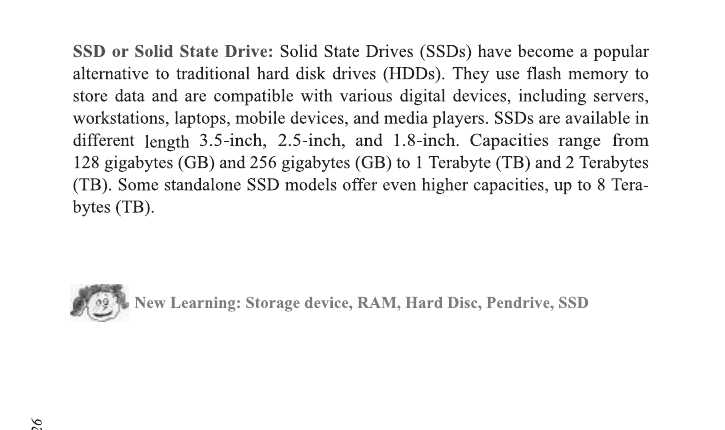 SSD or Solid State Drive: Solid State Drives (SSDs) have become a popular
alternative to traditional hard disk drives (HDDs). They use flash memory to
store data and are compatible with various digital devices, including servers,
workstations, laptops, mobile devices, and media players. SSDs are available in
different length 3.5-inch, 2.5-inch, and 1.8-inch. Capacities range from
128 gigabytes (GB) and 256 gigabytes (GB) to 1 Terabyte (TB) and 2 Terabytes
(TB). Some standalone SSD models offer even higher capacities, up to 8 Tera-
bytes (TB).
New Learning: Storage device, RAM, Hard Disc, Pendrive, SSD